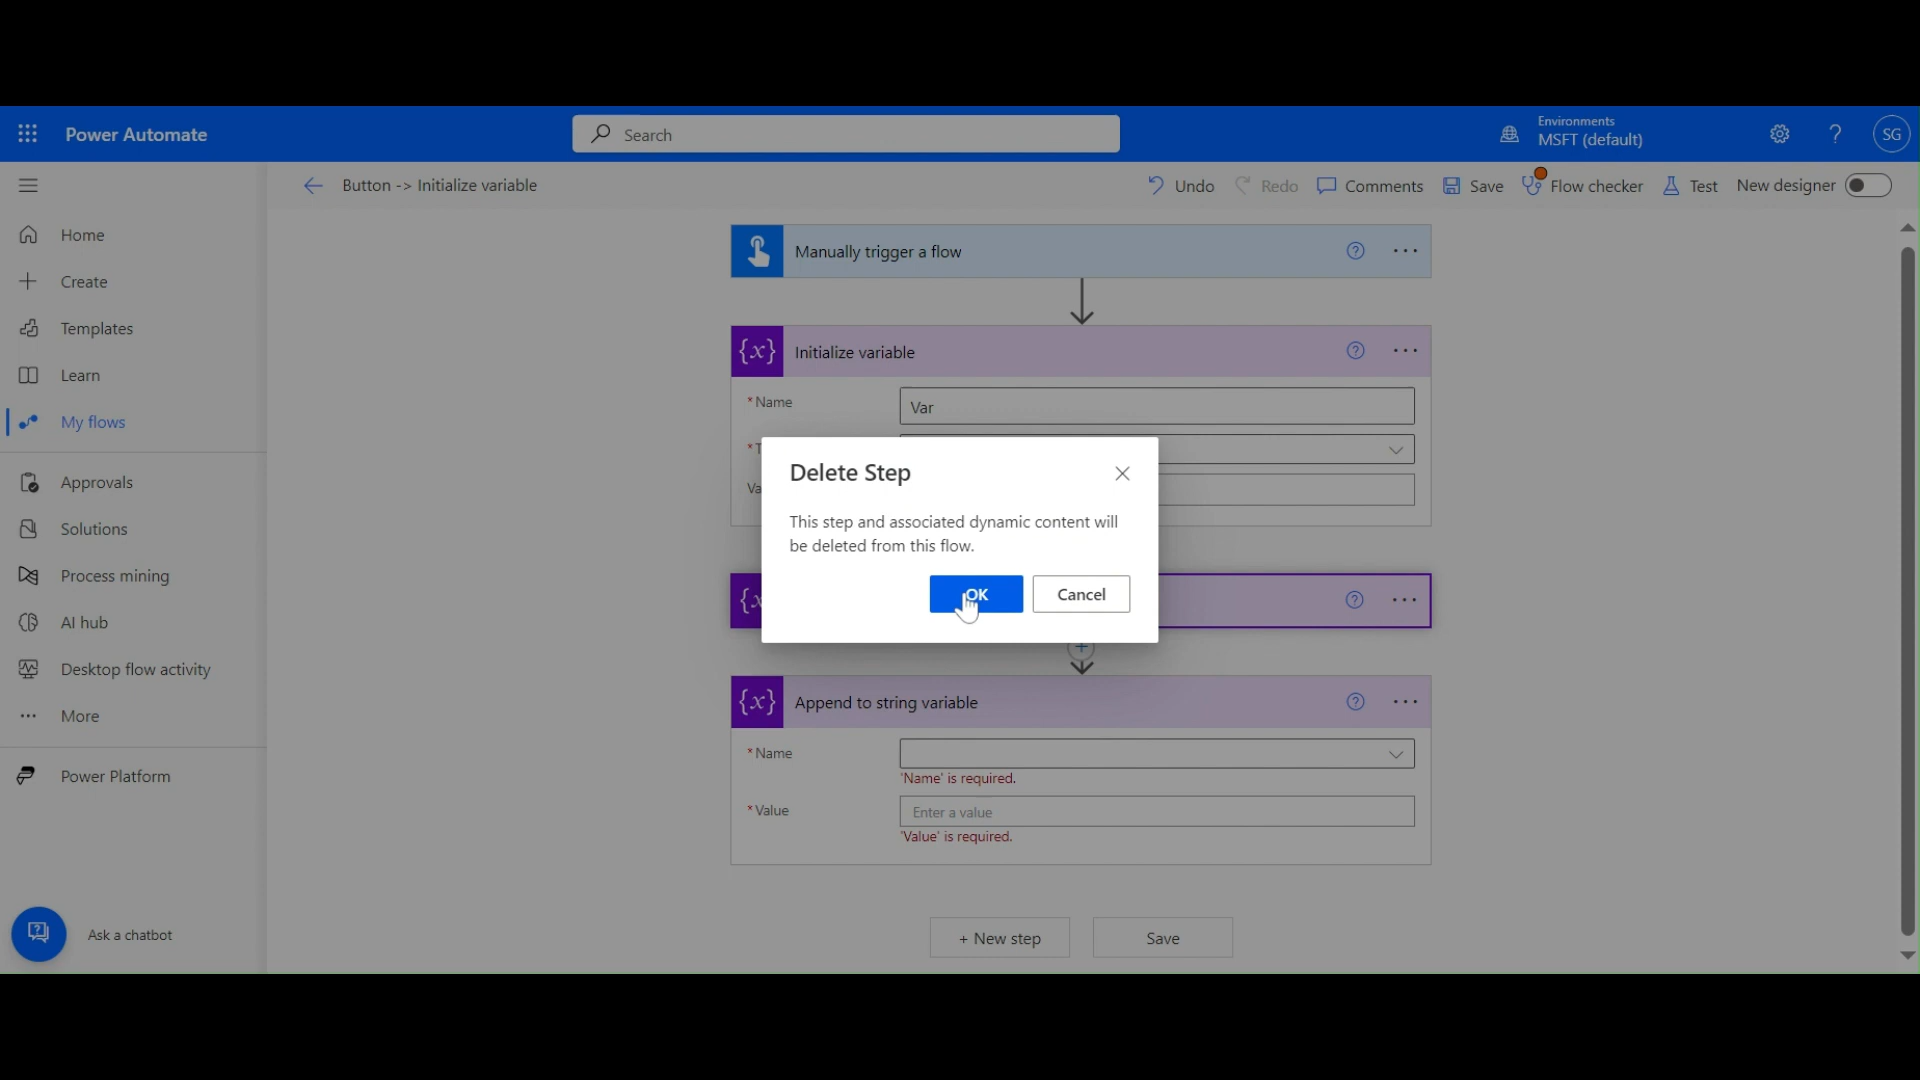 Power Automate
Search
Environments
MSFT (default)
?
SG
Button -> Initialize variable
Undo
Redo
Comments
Save
Flow checker
Test
New designer
Home
Create
Templates
Learn
My flows
Approvals
Solutions
Process mining
AI hub
Desktop flow activity
More
Power Platform
Ask a chatbot
Manually trigger a flow
{x} Initialize variable
* Name
Var
Delete Step
This step and associated dynamic content will
be deleted from this flow.
OK
Cancel
{x} Append to string variable
* Name
'Name' is required.
* Value
Enter a value
'Value' is required.
+ New step
Save